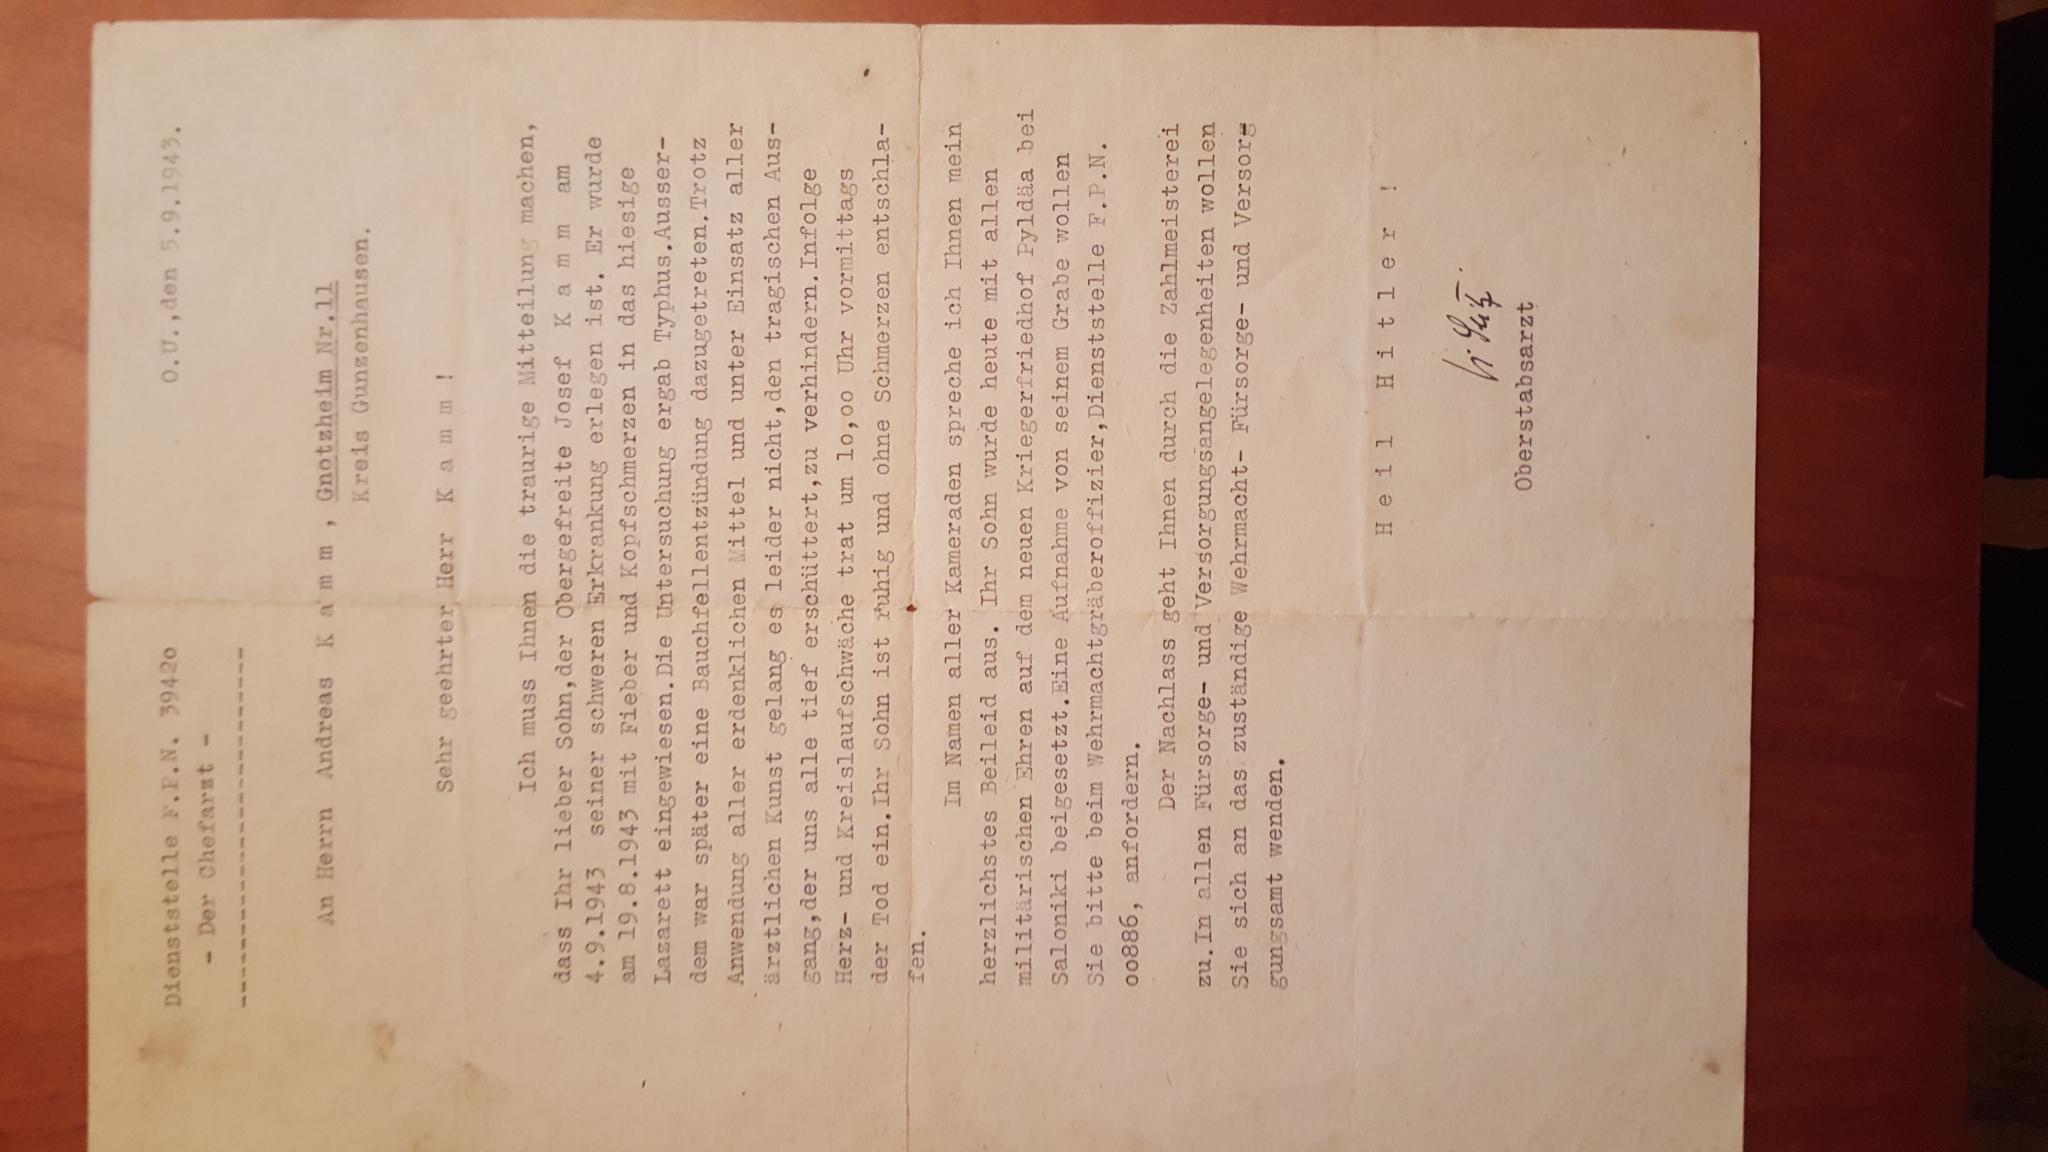 Dienststelle F.P.N. 3942o O.U.,den 5.9.1943.
- Der Chefarzt -
-----------------------------
An Herrn Andreas K a m m , Gnotzheim Nr.11
Kreis Gunzenhausen.
Sehr geehrter Herr K a m m !
Ich muss Ihnen die traurige Mitteilung machen,
dass Ihr lieber Sohn,der Obergefreite Josef K a m m am
4.9.1943 seiner schweren Erkrankung erlegen ist. Er wurde
am 19.8.1943 mit Fieber und Kopfschmerzen in das hiesige
Lazarett eingewiesen.Die Untersuchung ergab Typhus.Ausser-
dem war später eine Bauchfellentzündung dazugetreten.Trotz
Anwendung aller erdenklichen Mittel und unter Einsatz aller
ärztlichen Kunst gelang es leider nicht,den tragischen Aus-
gang,der uns alle tief erschüttert,zu verhindern.Infolge
Herz- und Kreislaufschwäche trat um lo,oo Uhr vormittags
der Tod ein.Ihr Sohn ist ruhig und ohne Schmerzen entschla-
fen.
Im Namen aller Kameraden spreche ich Ihnen mein
herzlichstes Beileid aus. Ihr Sohn wurde heute mit allen
militärischen Ehren auf dem neuen Kriegerfriedhof Pyldäa bei
Saloniki beigesetzt.Eine Aufnahme von seinem Grabe wollen
Sie bitte beim Wehrmachtgräberoffizier,Dienststelle F.P.N.
oo886, anfordern.
Der Nachlass geht Ihnen durch die Zahlmeisterei
zu.In allen Fürsorge- und Versorgungsangelegenheiten wollen
Sie sich an das zuständige Wehrmacht- Fürsorge- und Versorg-
gungsamt wenden.
H e i l H i t l e r !
Oberstabsarzt